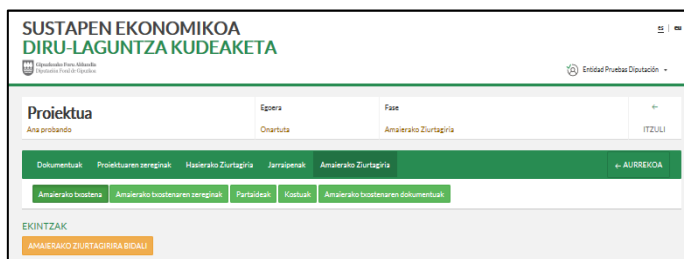 SUSTAPEN EKONOMIKOA
es | eu
DIRU-LAGUNTZA KUDEAKETA
Gipuzkoako Foru Aldundia
Diputación Foral de Gipuzkoa
Entidad Pruebas Diputación
Proiektua
Ana probando
Egoera
Onartuta
Fase
Amaierako Ziurtagiria
←
ITZULI
Dokumentuak Proiektuaren zereginak Hasierako Ziurtagiria Jarraipenak Amaierako Ziurtagiria ← AURREKOA
Amaierako txostena Amaierako txostenaren zereginak Partaideak Kostuak Amaierako txostenaren dokumentuak
EKINTZAK
AMAIERAKO ZIURTAGIRIRA BIDALI